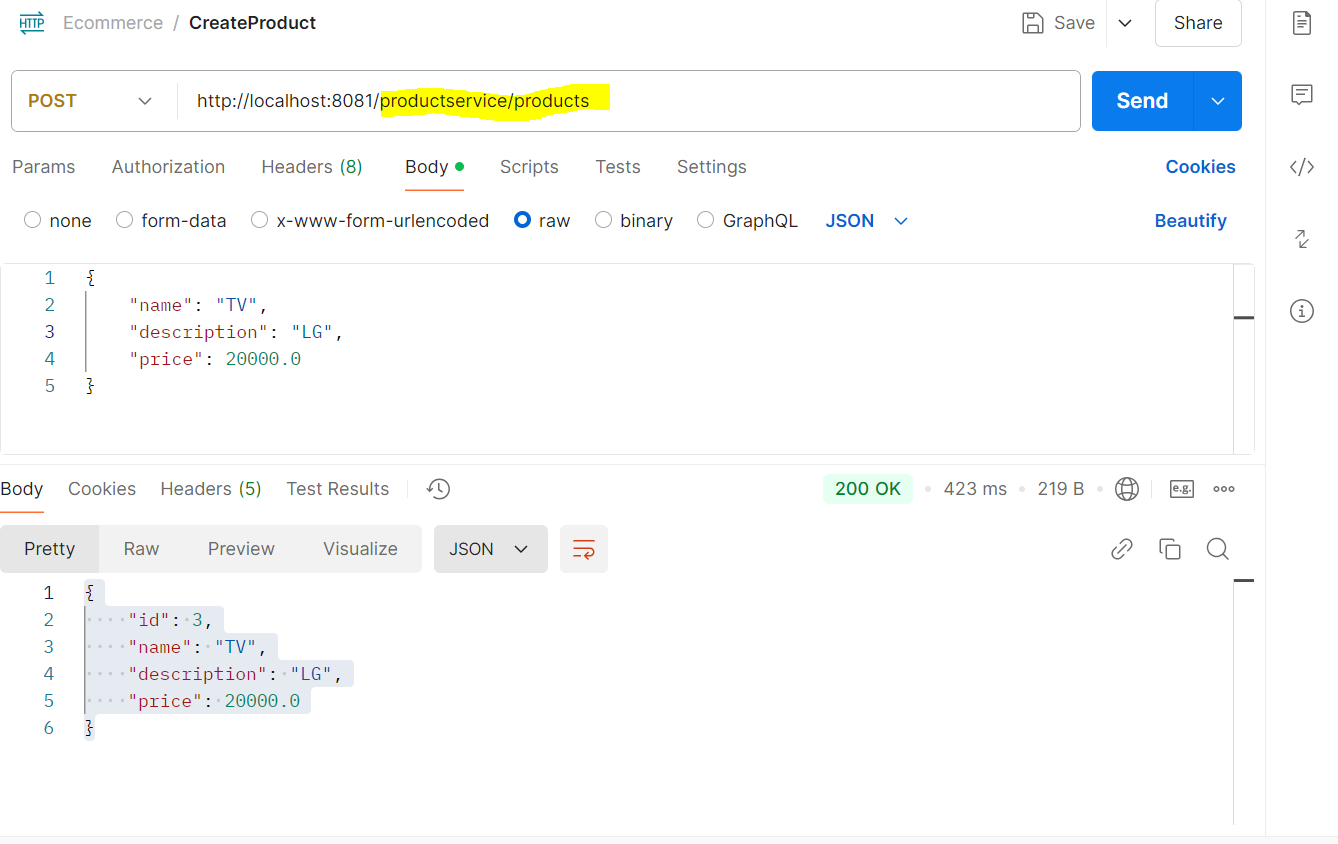 HTTP Ecommerce / CreateProduct Save Share
POST http://localhost:8081/productservice/products Send
Params Authorization Headers (8) Body Scripts Tests Settings Cookies
none form-data x-www-form-urlencoded raw binary GraphQL JSON Beautify
1 {
2 "name": "TV",
3 "description": "LG",
4 "price": 20000.0
5 }
Body Cookies Headers (5) Test Results 200 OK 423 ms 219 B e.g.
Pretty Raw Preview Visualize JSON
1 {
2 "id": 3,
3 "name": "TV",
4 "description": "LG",
5 "price": 20000.0
6 }